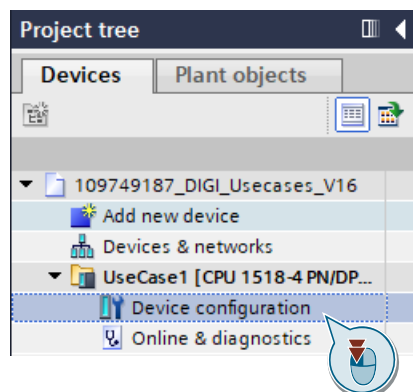 Project tree
Devices
Plant objects
109749187_DIGI_Usecases_V16
Add new device
Devices & networks
UseCase1 [CPU 1518-4 PN/DP...
Device configuration
Online & diagnostics